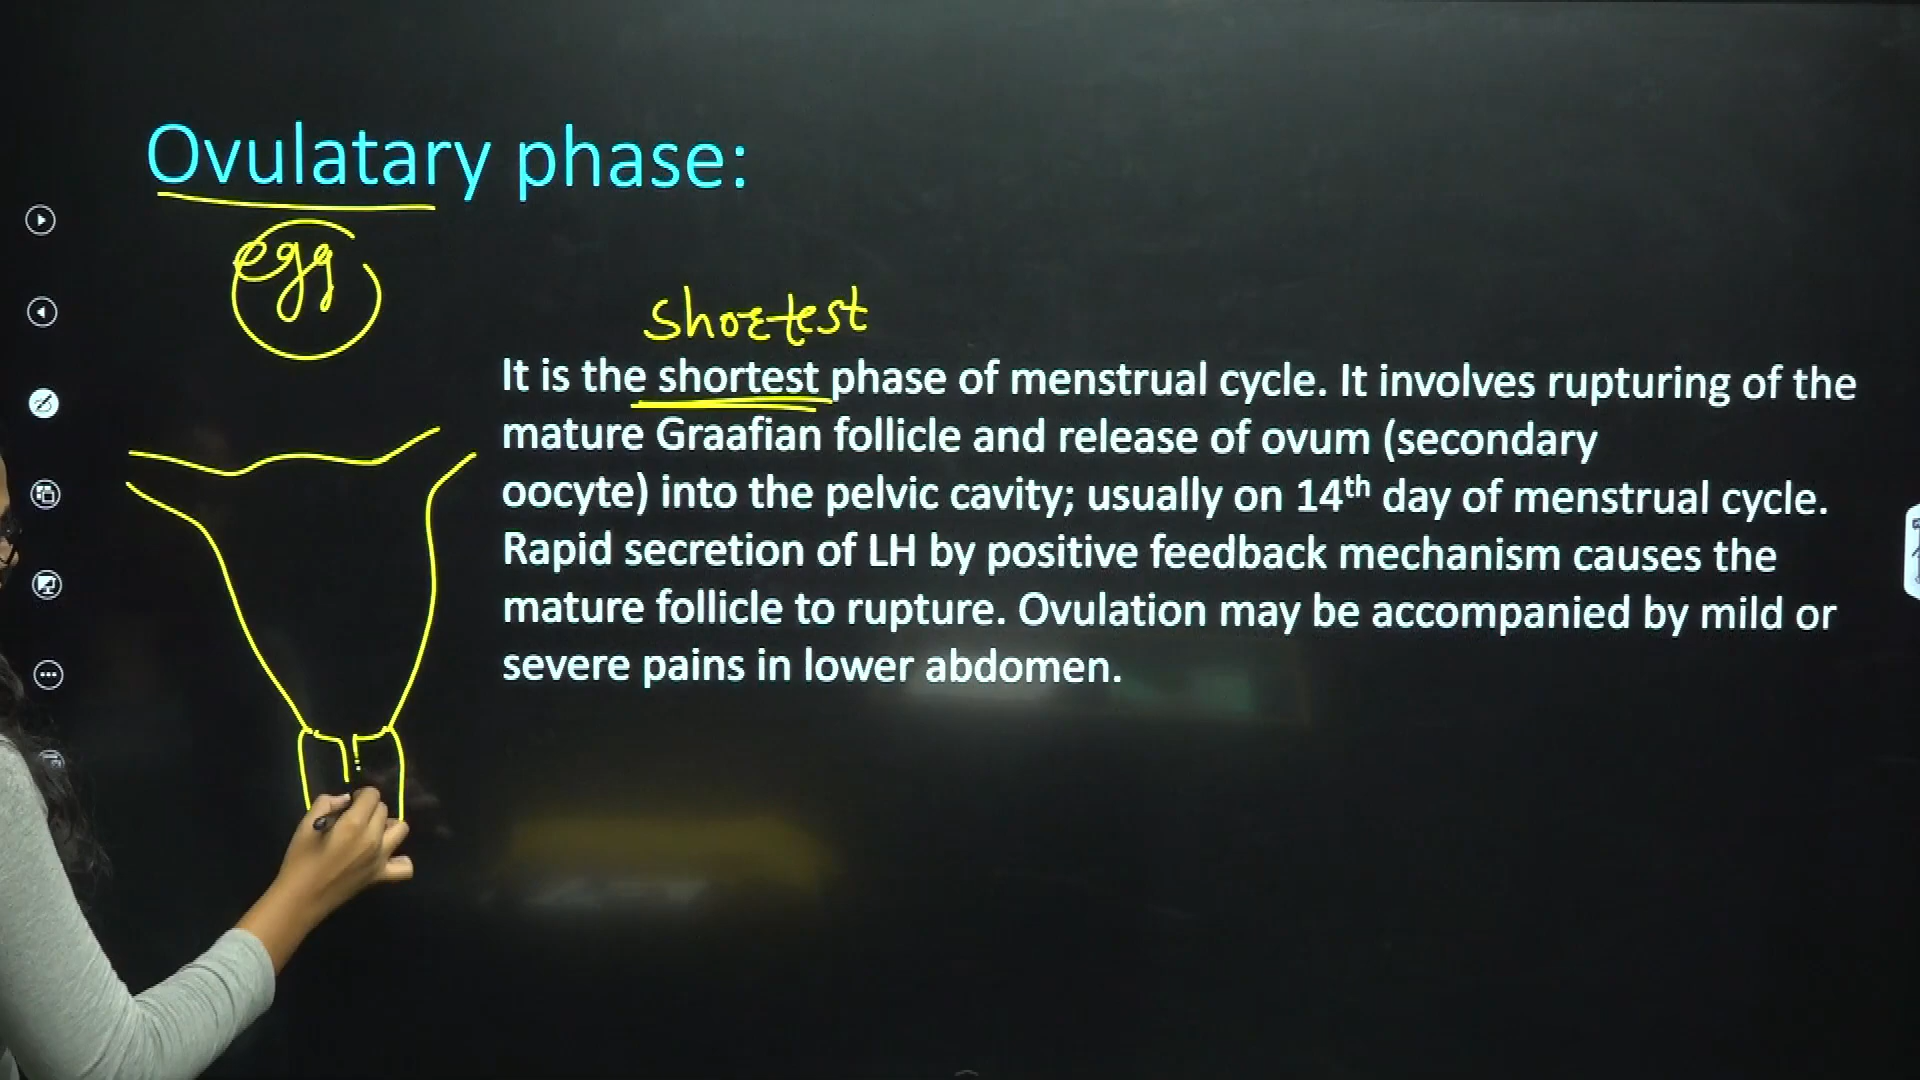 Ovulatary phase:
egg
Shortest
It is the shortest phase of menstrual cycle. It involves rupturing of the
mature Graafian follicle and release of ovum (secondary
oocyte) into the pelvic cavity; usually on 14th day of menstrual cycle.
Rapid secretion of LH by positive feedback mechanism causes the
mature follicle to rupture. Ovulation may be accompanied by mild or
severe pains in lower abdomen.